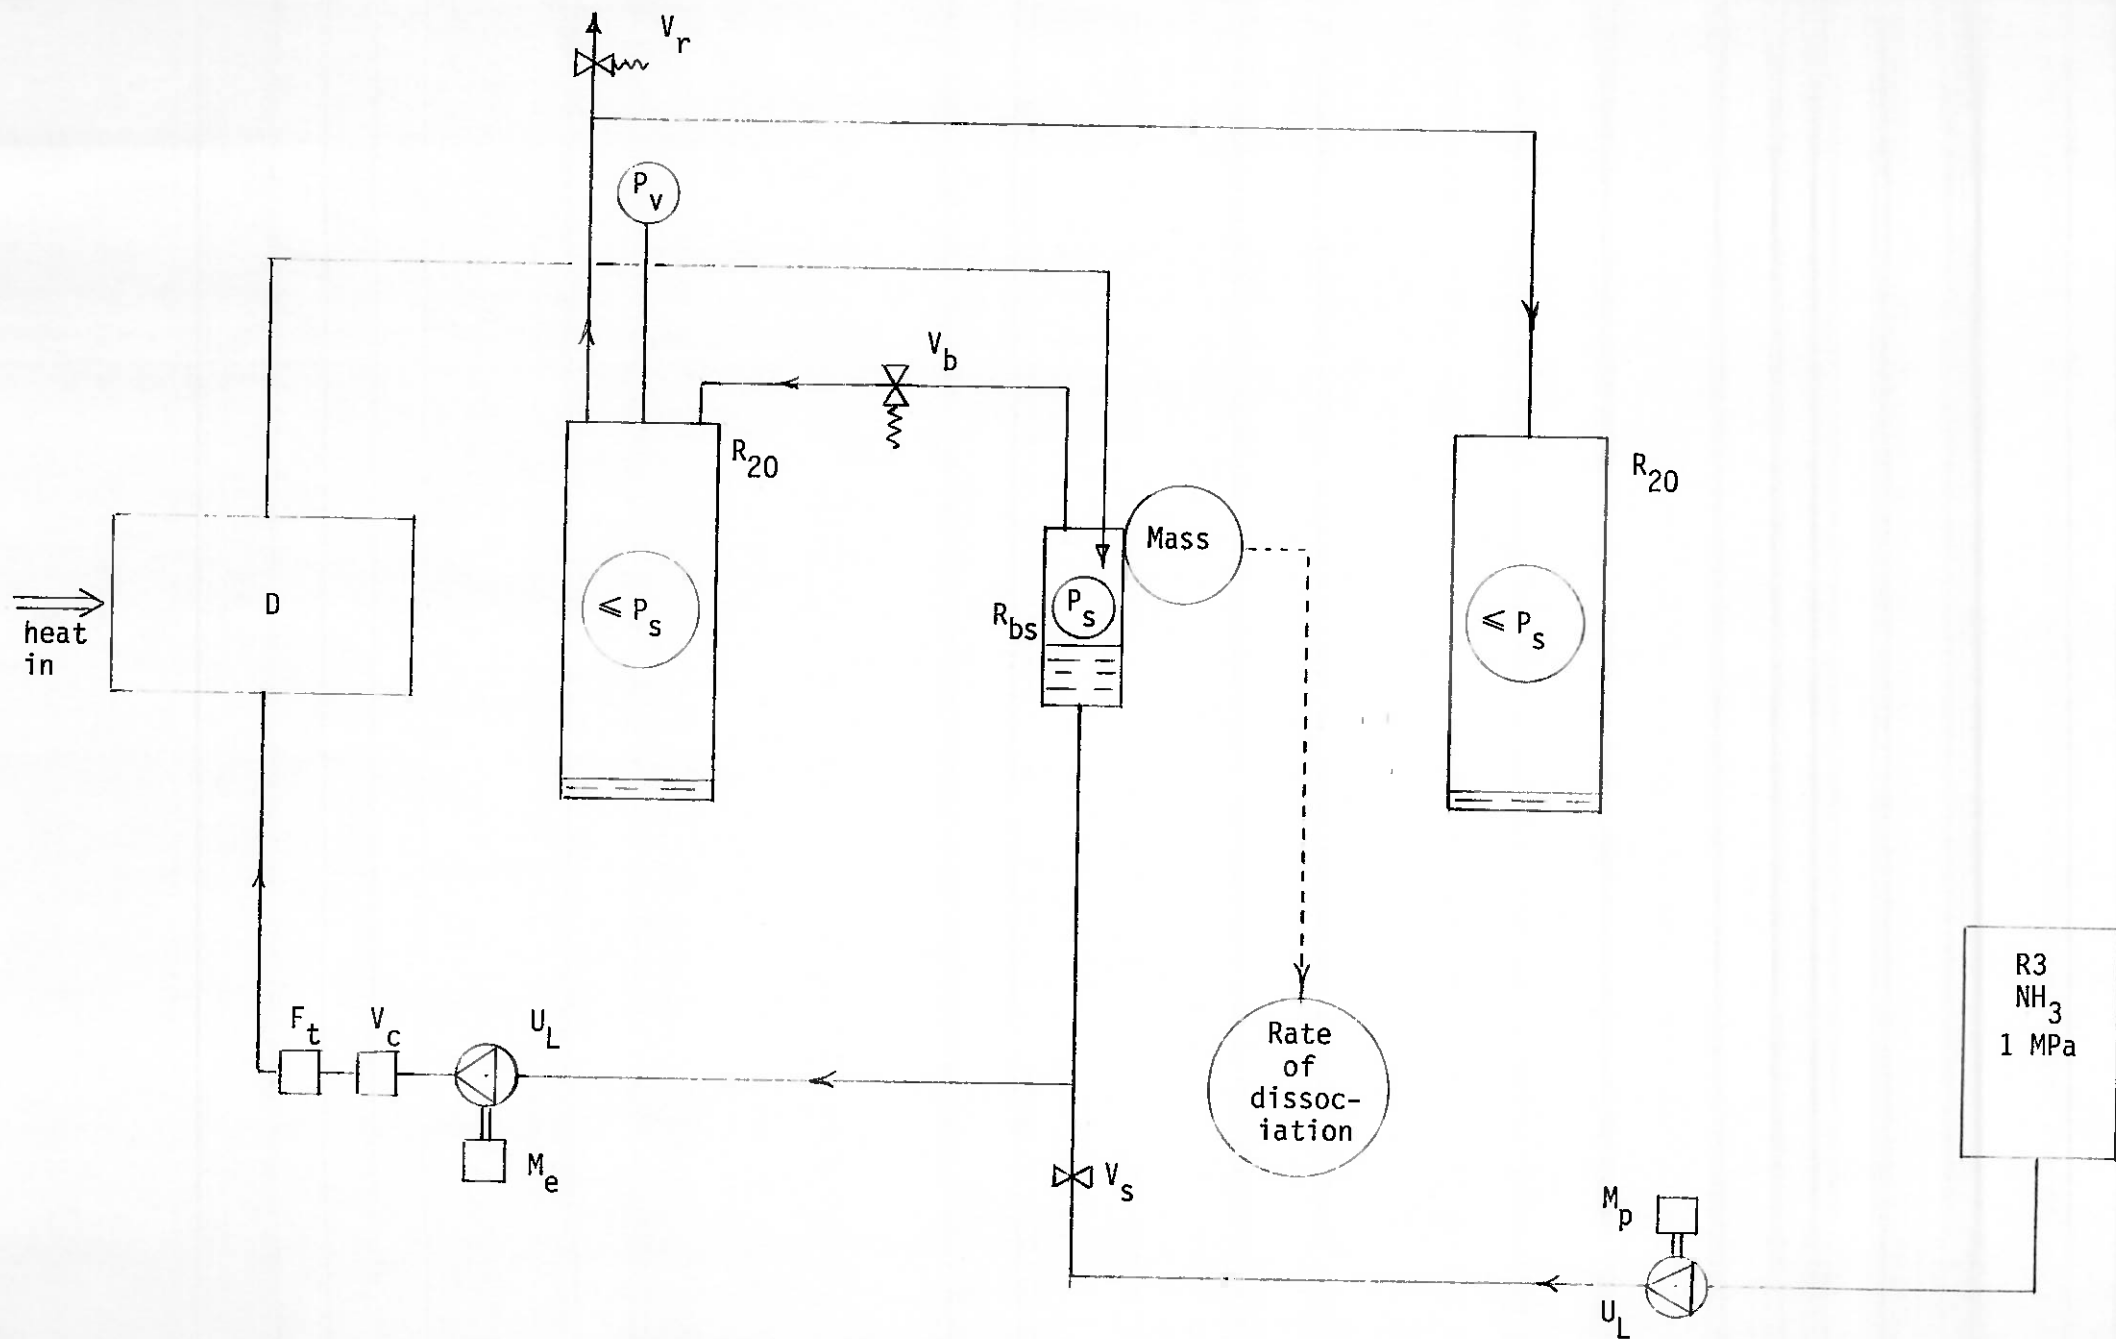 V_r
P_v
V_b
R_20
R_20
Mass
D
≤ P_s
P_s
R_bs
≤ P_s
heat
in
R3
NH_3
1 MPa
F_t
V_c
U_L
Rate
of
dissoc-
iation
M_e
V_s
M_p
U_L